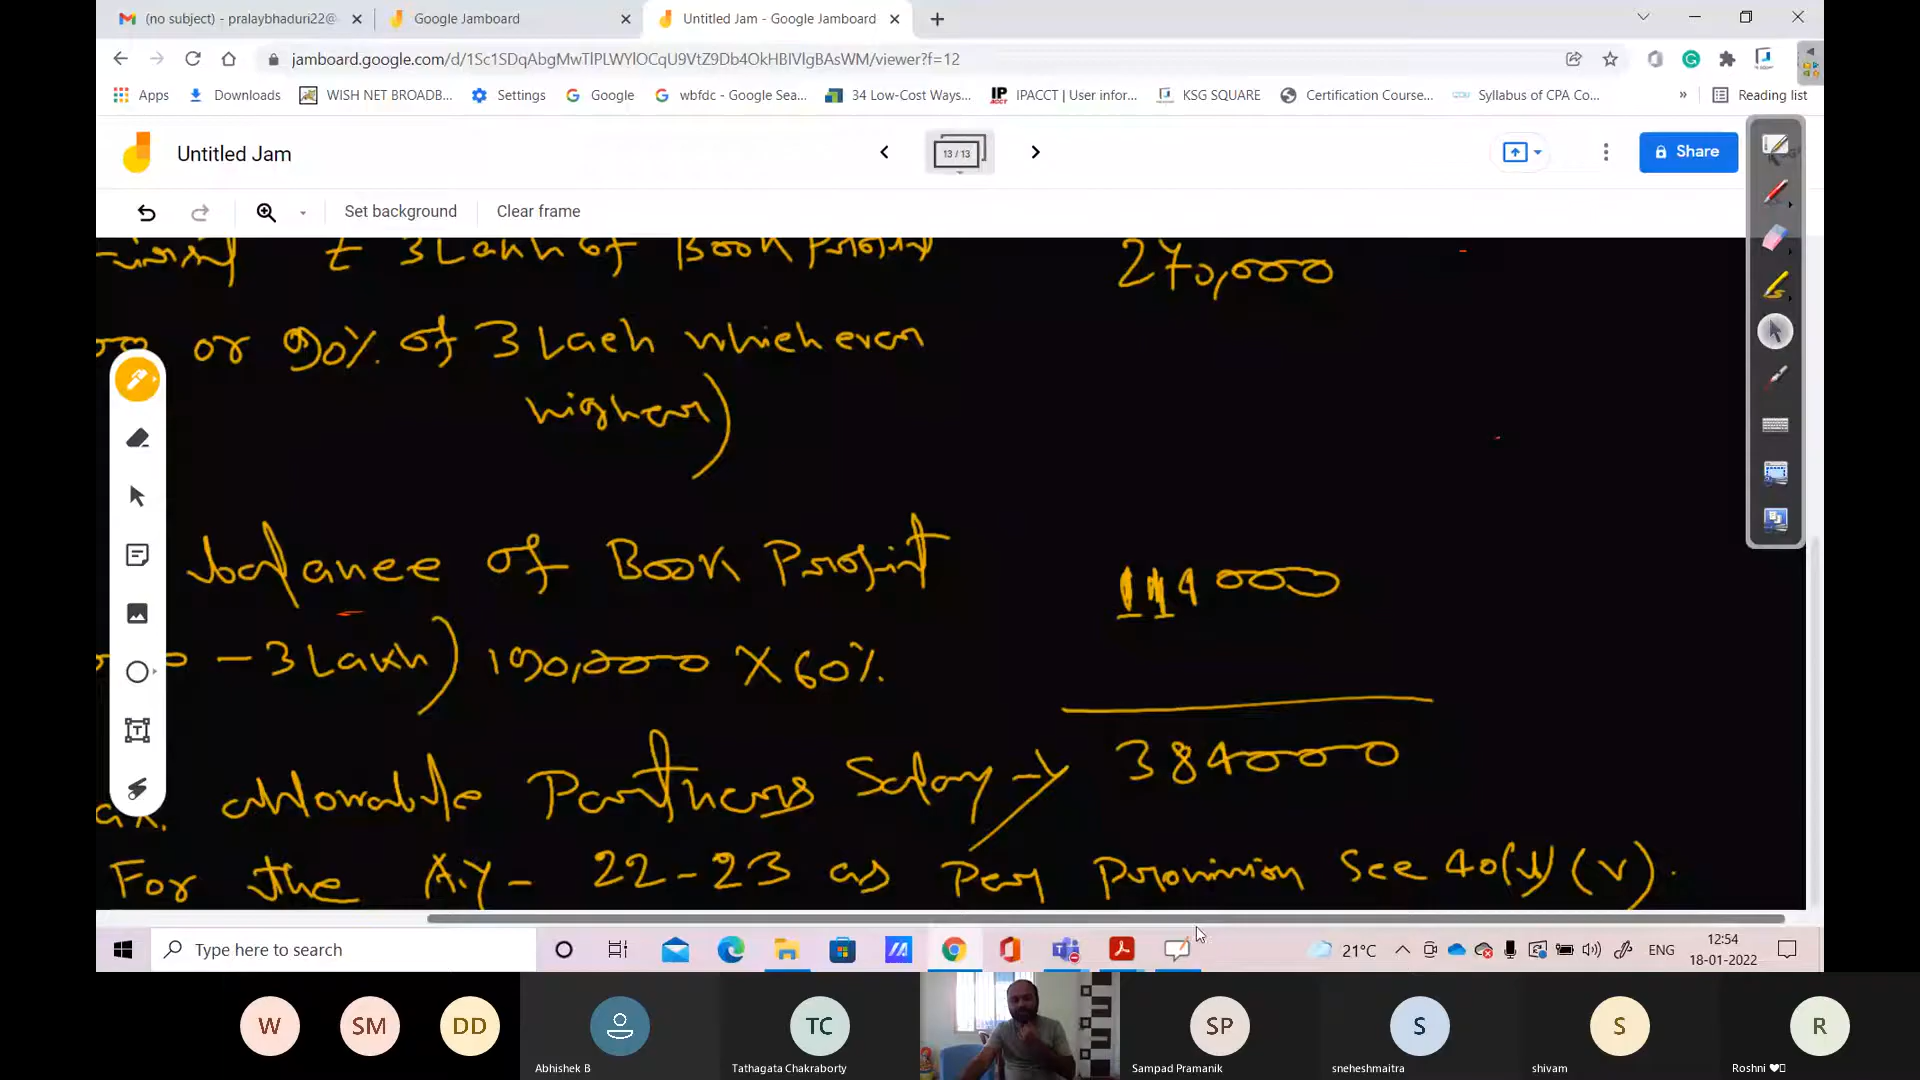 (no subject) - pralaybhaduri22@
Google Jamboard
Untitled Jam - Google Jamboard
jamboard.google.com/d/1Sc1SDqAbgMwTlPLWYlOCqU9VtZ9Db4OkHBIVlgBAsWM/viewer?f=12
Apps
Downloads
WISH NET BROADB...
Settings
Google
wbfdc - Google Sea...
34 Low-Cost Ways...
IPACCT | User infor...
KSG SQUARE
Certification Course...
Syllabus of CPA Co...
»
Reading list
Untitled Jam
13 / 13
Share
Set background
Clear frame
3 Lakh of Book Profit 270,000
or 90% of 3 Lach which ever
higher)
balance of Book Profit 114000
- 3 Lakh) 190,000 X 60%.
allowable Partners Salary 384000
For the A.Y - 22-23 as Per Provision Sec 40(b)(v).
Type here to search
21°C
ENG
12:54
18-01-2022
W
SM
DD
TC
SP
S
S
R
Abhishek B
Tathagata Chakraborty
Sampad Pramanik
sneheshmaitra
shivam
Roshni ❤